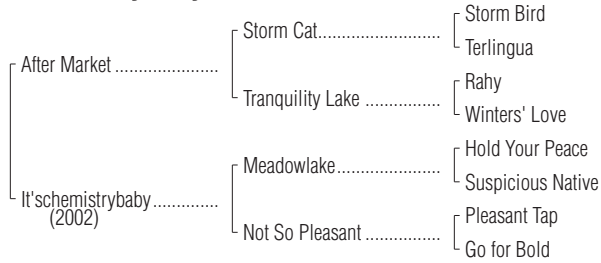 Storm Bird
Storm Cat.........................
Terlingua
After Market .....................
Rahy
Tranquility Lake ...............
Winters' Love
Hold Your Peace
Meadowlake.....................
Suspicious Native
It'schemistrybaby.............
(2002)
Pleasant Tap
Not So Pleasant ...............
Go for Bold